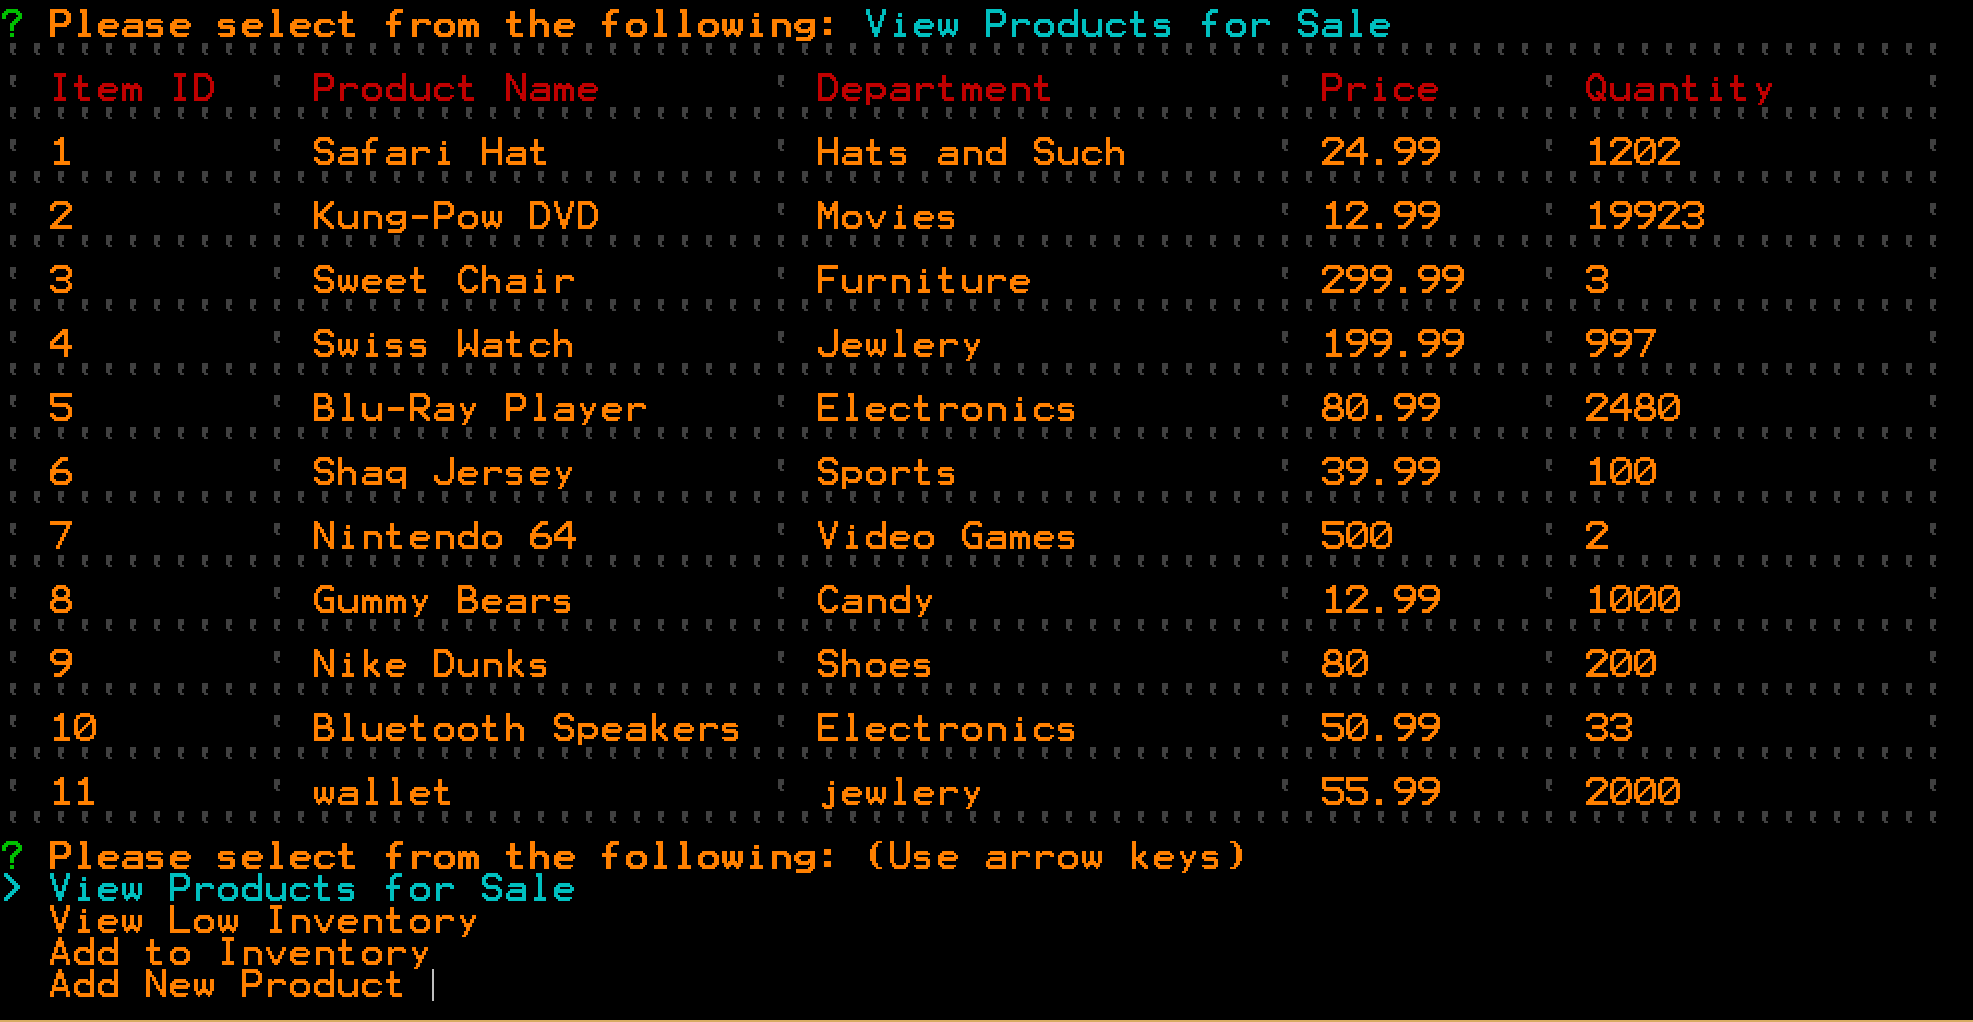 ? Please select from the following: View Products for Sale
Item ID Product Name Department Price Quantity
1 Safari Hat Hats and Such 24.99 1202
2 Kung-Pow DVD Movies 12.99 19923
3 Sweet Chair Furniture 299.99 3
4 Swiss Watch Jewlery 199.99 997
5 Blu-Ray Player Electronics 80.99 2480
6 Shaq Jersey Sports 39.99 100
7 Nintendo 64 Video Games 500 2
8 Gummy Bears Candy 12.99 1000
9 Nike Dunks Shoes 80 200
10 Bluetooth Speakers Electronics 50.99 33
11 wallet jewlery 55.99 2000
? Please select from the following: (Use arrow keys)
> View Products for Sale
View Low Inventory
Add to Inventory
Add New Product